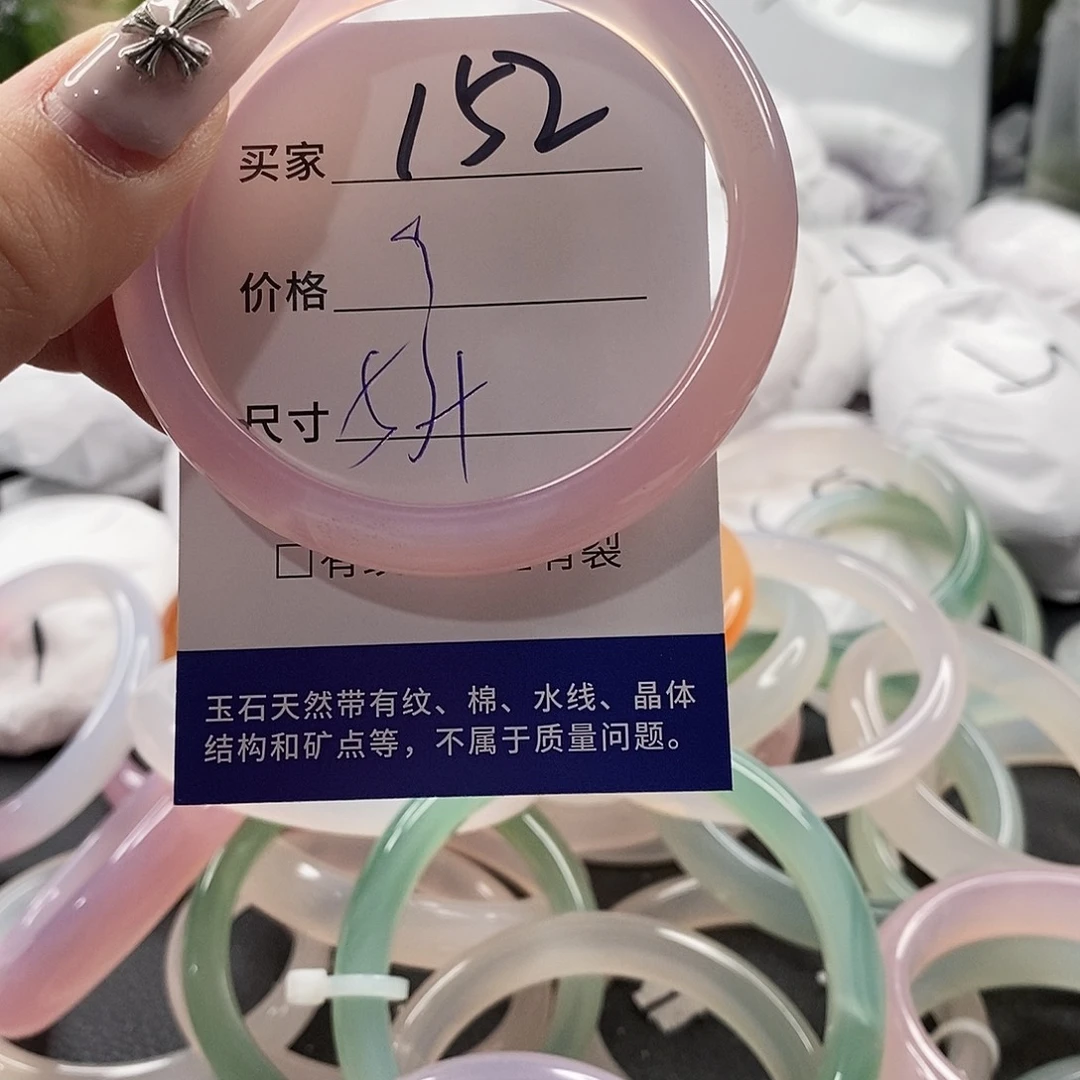 买家 152
价格
尺寸
玉石天然带有纹、棉、水线、晶体
结构和矿点等，不属于质量问题。